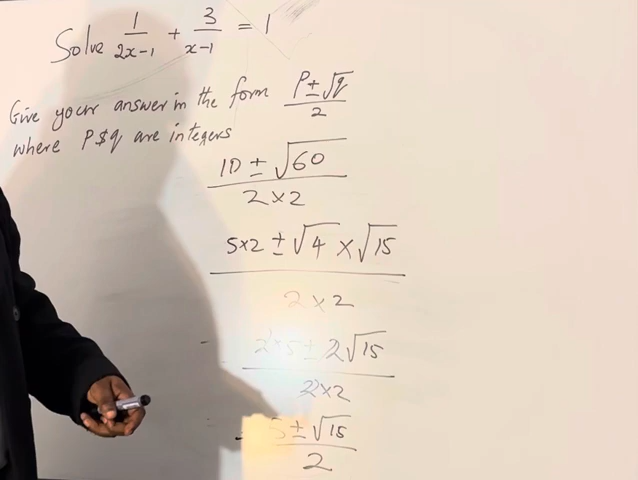 Solve 1/(2x-1) + 3/(x-1) = 1
Give your answer in the form (P±√q)/2
where P & q are integers
(10 ± √60)/(2×2)
(5×2 ± √4 × √15)/(2×2)
(2×5 ± 2√15)/(2×2)
(5 ± √15)/2